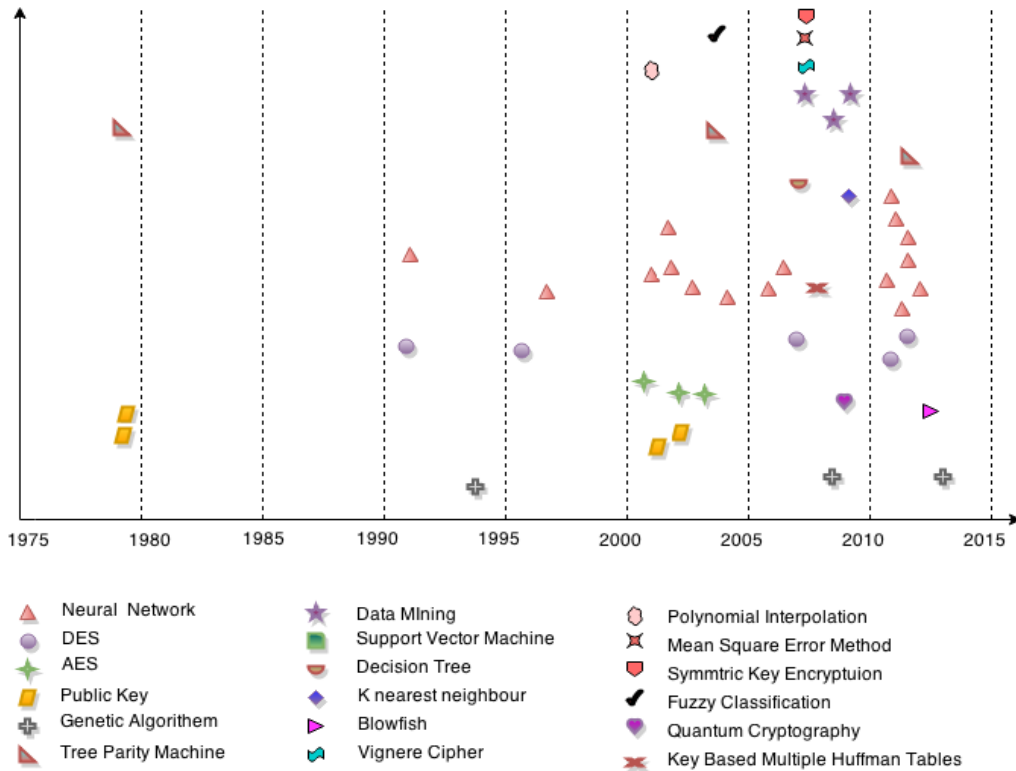 1975 1980 1985 1990 1995 2000 2005 2010 2015
Neural Network
DES
AES
Public Key
Genetic Algorithem
Tree Parity Machine
Data MIning
Support Vector Machine
Decision Tree
K nearest neighbour
Blowfish
Vignere Cipher
Polynomial Interpolation
Mean Square Error Method
Symmtric Key Encryptuion
Fuzzy Classification
Quantum Cryptography
Key Based Multiple Huffman Tables